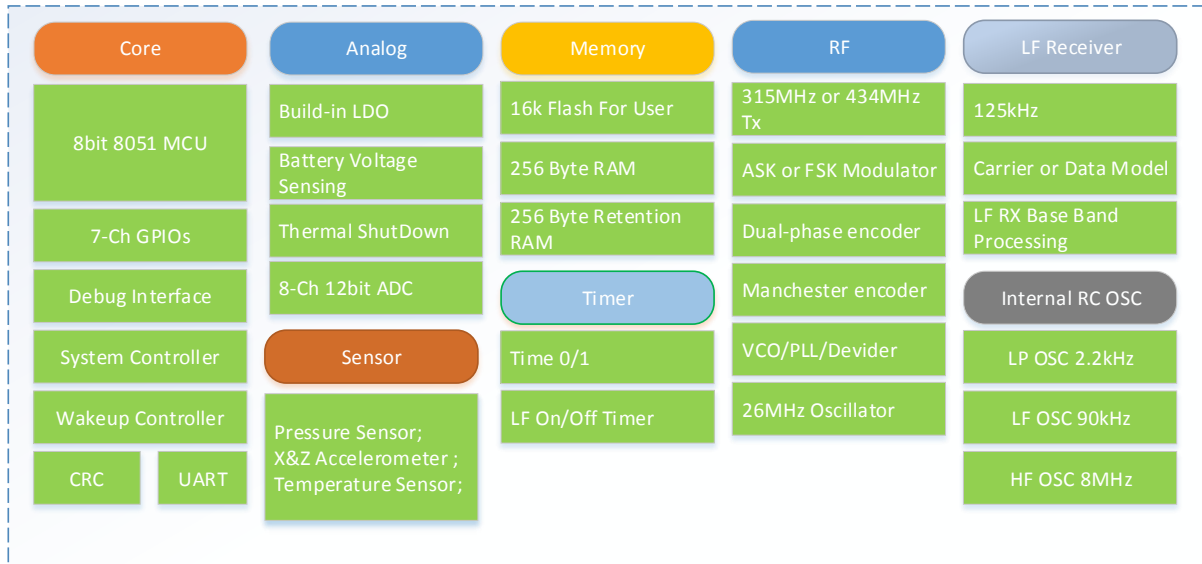 Core
8bit 8051 MCU
7-Ch GPIOs
Debug Interface
System Controller
Wakeup Controller
CRC
UART
Analog
Build-in LDO
Battery Voltage
Sensing
Thermal ShutDown
8-Ch 12bit ADC
Sensor
Pressure Sensor;
X&Z Accelerometer ;
Temperature Sensor;
Memory
16k Flash For User
256 Byte RAM
256 Byte Retention
RAM
Timer
Time 0/1
LF On/Off Timer
RF
315MHz or 434MHz
Tx
ASK or FSK Modulator
Dual-phase encoder
Manchester encoder
VCO/PLL/Devider
26MHz Oscillator
LF Receiver
125kHz
Carrier or Data Model
LF RX Base Band
Processing
Internal RC OSC
LP OSC 2.2kHz
LF OSC 90kHz
HF OSC 8MHz